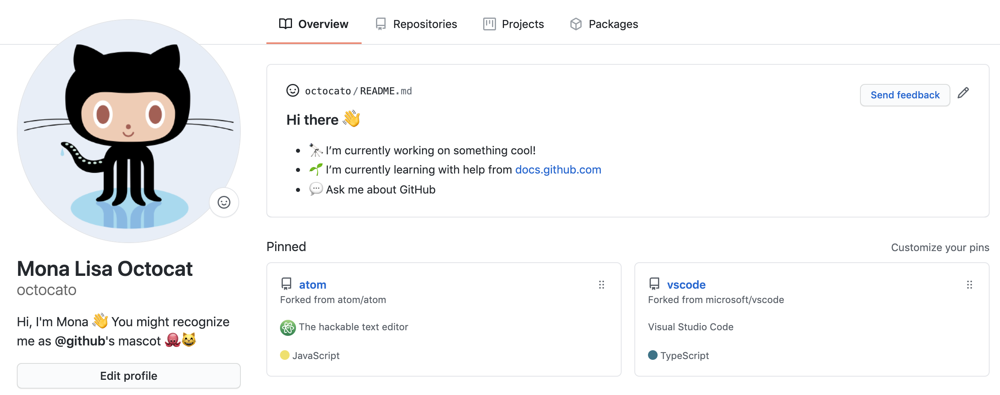 Overview Repositories Projects Packages
octocato/README.md
Send feedback
Hi there 👋
🔭 I’m currently working on something cool!
🌱 I’m currently learning with help from docs.github.com
💬 Ask me about GitHub
Mona Lisa Octocat
octocato
Hi, I'm Mona 👋 You might recognize
me as @github's mascot 🐙😸
Edit profile
Pinned
Customize your pins
atom
Forked from atom/atom
The hackable text editor
JavaScript
vscode
Forked from microsoft/vscode
Visual Studio Code
TypeScript